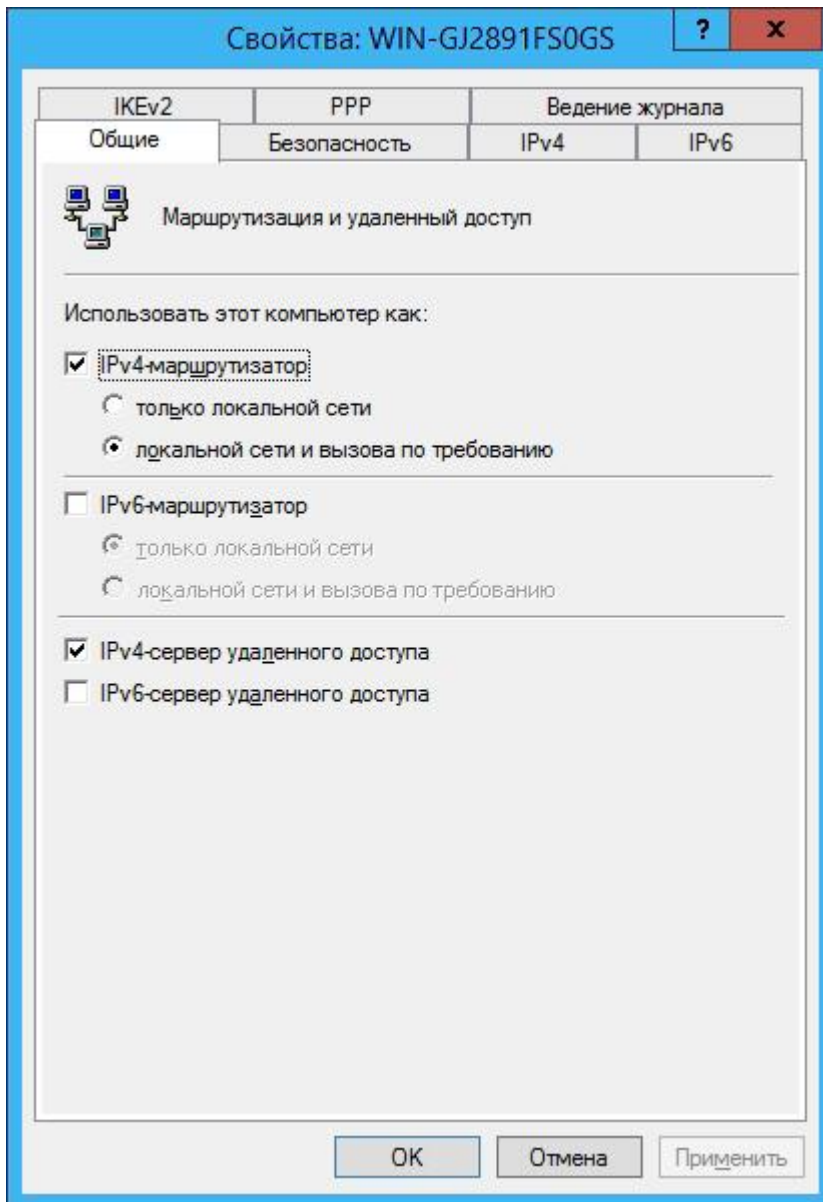 Свойства: WIN-GJ2891FS0GS
?
x
IKEv2
PPP
Ведение журнала
Общие
Безопасность
IPv4
IPv6
Маршрутизация и удаленный доступ
Использовать этот компьютер как:
IPv4-маршрутизатор
только локальной сети
локальной сети и вызова по требованию
IPv6-маршрутизатор
только локальной сети
локальной сети и вызова по требованию
IPv4-сервер удаленного доступа
IPv6-сервер удаленного доступа
OK
Отмена
Применить